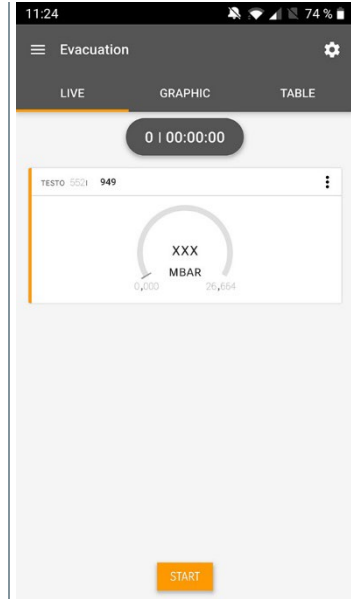 11:24 74 %
Evacuation
LIVE GRAPHIC TABLE
0 | 00:00:00
TESTO 552i 949
XXX
MBAR
0,000 26,664
START